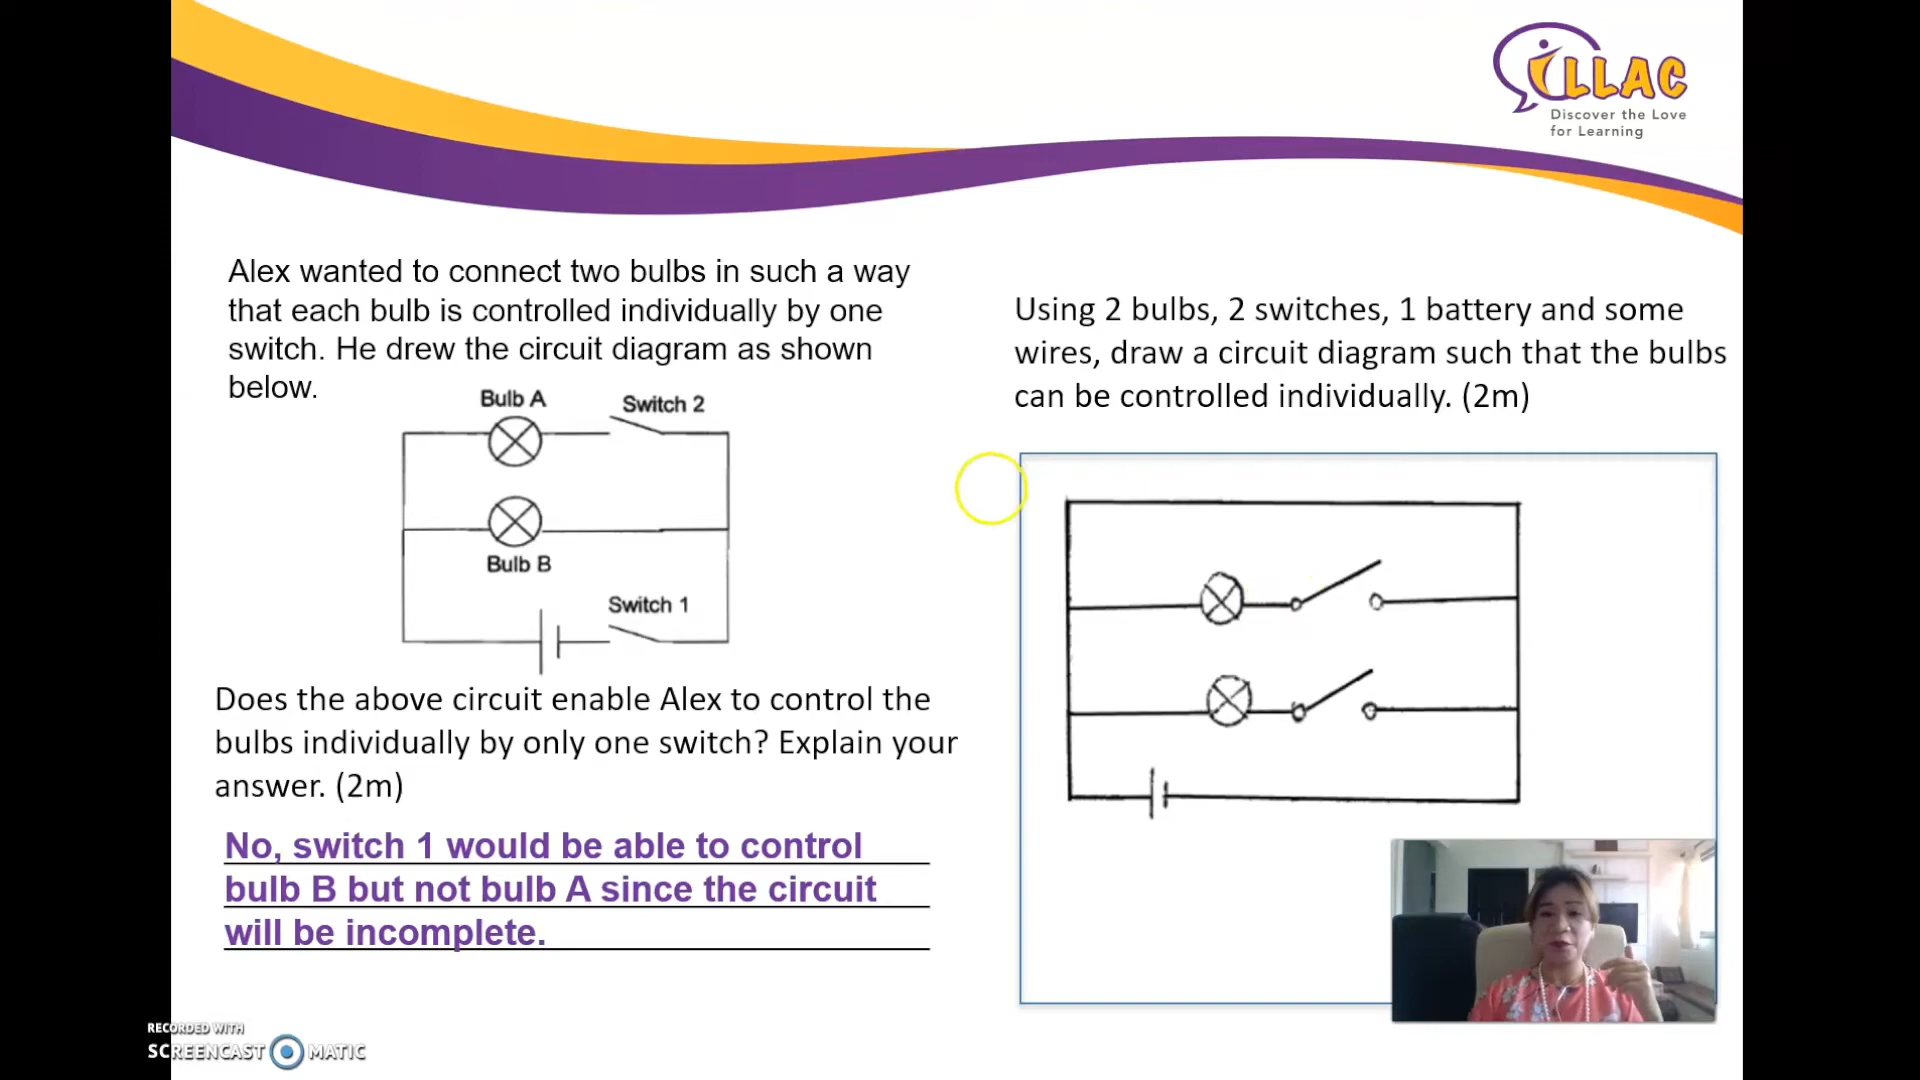 iLLAC
Discover the Love
for Learning
Alex wanted to connect two bulbs in such a way
that each bulb is controlled individually by one
switch. He drew the circuit diagram as shown
below.
Bulb A
Switch 2
Bulb B
Switch 1
Does the above circuit enable Alex to control the
bulbs individually by only one switch? Explain your
answer. (2m)
No, switch 1 would be able to control
bulb B but not bulb A since the circuit
will be incomplete.
Using 2 bulbs, 2 switches, 1 battery and some
wires, draw a circuit diagram such that the bulbs
can be controlled individually. (2m)
RECORDED WITH
SCREENCAST MATIC